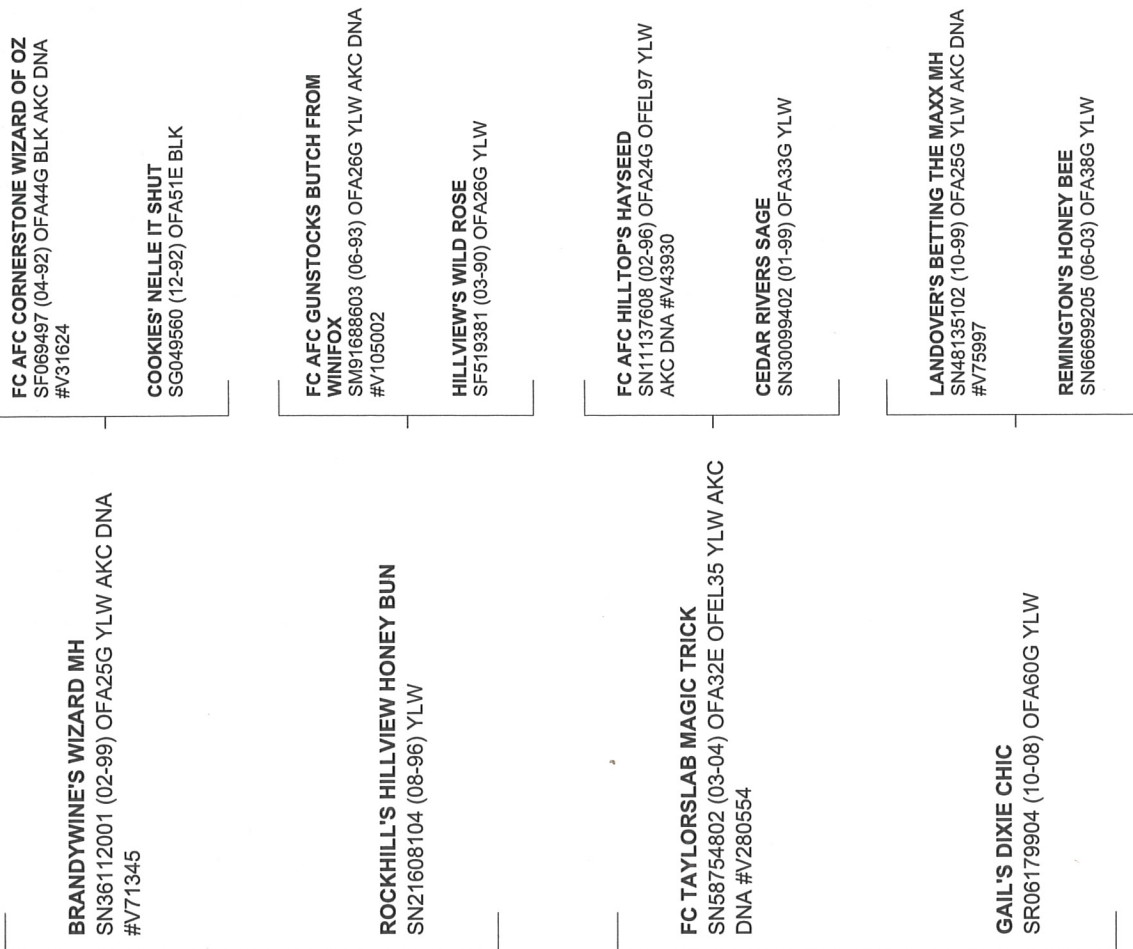 BRANDYWINE'S WIZARD MH
SN36112001 (02-99) OFA25G YLW AKC DNA
#V71345
ROCKHILL'S HILLVIEW HONEY BUN
SN21608104 (08-96) YLW
FC TAYLORSLAB MAGIC TRICK
SN58754802 (03-04) OFA32E OFEL35 YLW AKC
DNA #V280554
GAIL'S DIXIE CHIC
SR06179904 (10-08) OFA60G YLW
FC AFC CORNERSTONE WIZARD OF OZ
SF069497 (04-92) OFA44G BLK AKC DNA
#V31624
COOKIES' NELLE IT SHUT
SG049560 (12-92) OFA51E BLK
FC AFC GUNSTOCKS BUTCH FROM
WINIFOX
SM91688603 (06-93) OFA26G YLW AKC DNA
#V105002
HILLVIEW'S WILD ROSE
SF519381 (03-90) OFA26G YLW
FC AFC HILLTOP'S HAYSEED
SN11137608 (02-96) OFA24G OFEL97 YLW
AKC DNA #V43930
CEDAR RIVERS SAGE
SN30099402 (01-99) OFA33G YLW
LANDOVER'S BETTING THE MAXX MH
SN48135102 (10-99) OFA25G YLW AKC DNA
#V75997
REMINGTON'S HONEY BEE
SN66699205 (06-03) OFA38G YLW